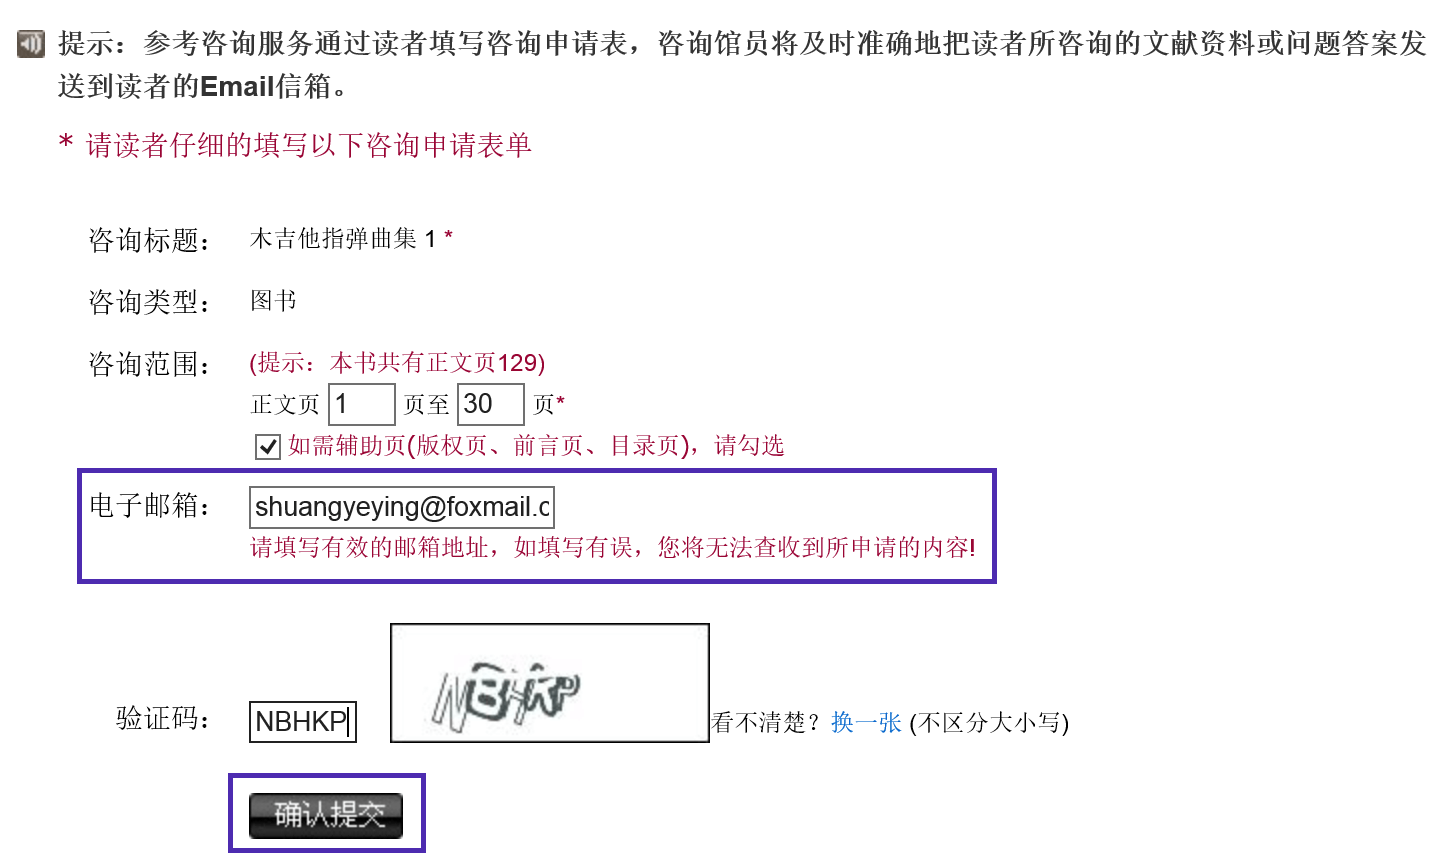 提示：参考咨询服务通过读者填写咨询申请表，咨询馆员将及时准确地把读者所咨询的文献资料或问题答案发
送到读者的Email信箱。
* 请读者仔细的填写以下咨询申请表单
咨询标题： 木吉他指弹曲集 1 *
咨询类型： 图书
咨询范围： (提示：本书共有正文页129)
正文页 1 页至 30 页*
如需辅助页(版权页、前言页、目录页)，请勾选
电子邮箱： shuangyeying@foxmail.c
请填写有效的邮箱地址，如填写有误，您将无法查收到所申请的内容!
验证码： NBHKP NBHKP 看不清楚？换一张 (不区分大小写)
确认提交